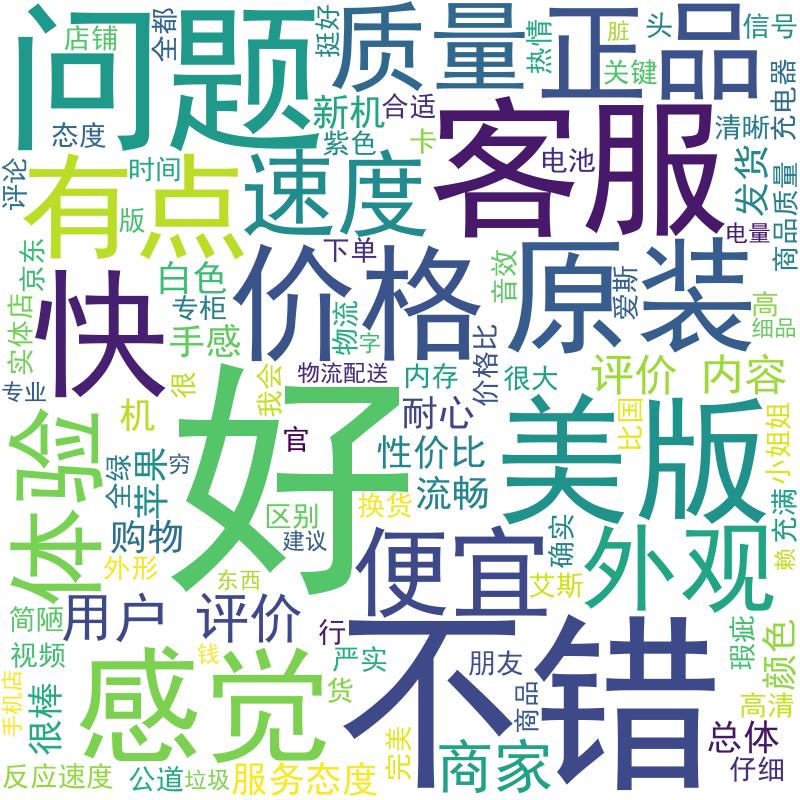 问题
质量
正品
店铺
全都
挺好
热情
脏
头
信号
关键
新机
合适
态度
紫色
卡
清晰
充电器
客服
评论
有点
时间
版
速度
电池
发货
商品质量
电量
下单
京东
白色
专柜
物流
价格
音效
原装
爱斯
高
细品
快
实体店
手感
字
价格比
专业
很
我会
物流配送
内存
很大
评价 内容
机
好
官
耐心
美版
比国
小姐姐
体验
全绿
苹果
穷
性价比
流畅
购物
区别
换货
建议
确实
充满
赖
外形
东西
便宜
艾斯
外观
简陋
用户 评价
行
不错
视频
钱
严实
朋友
瑕疵
颜色
手机店
很棒
感觉
货
商品
高清
完美
总体
反应速度
公道
垃圾
服务态度
商家
仔细